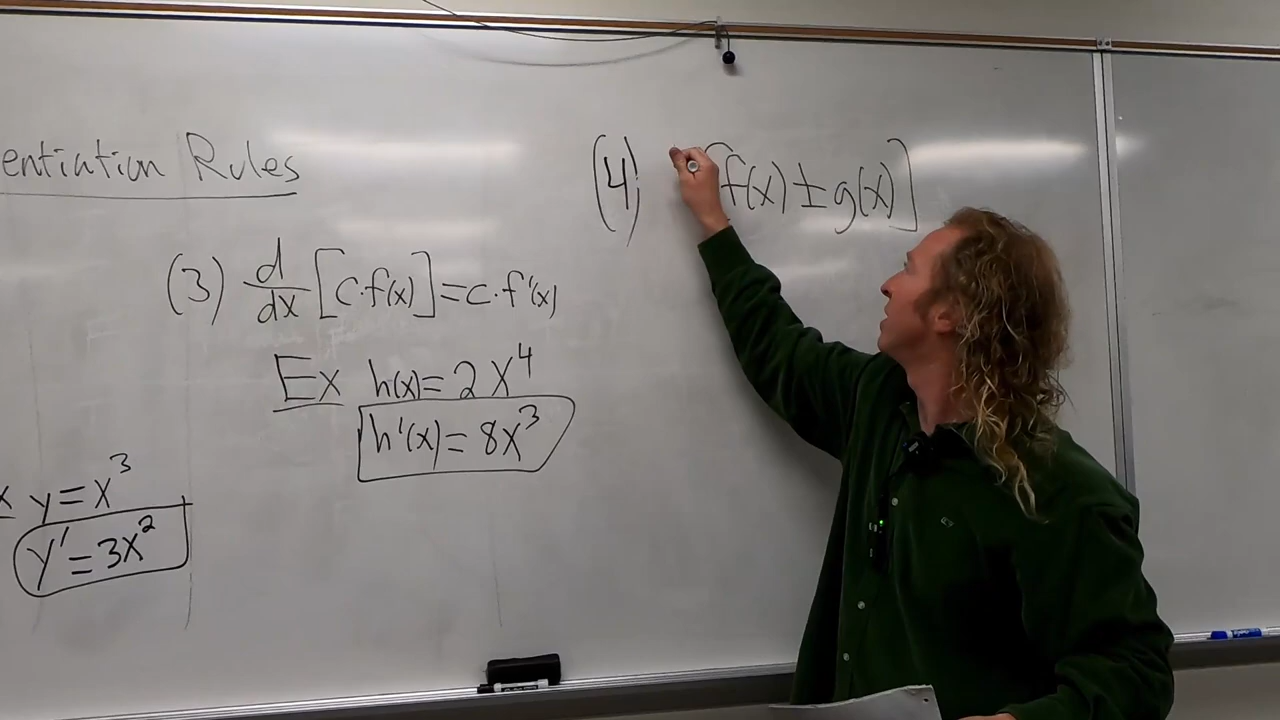 entiation Rules
(3) d/dx [c·f(x)] = c·f'(x)
Ex h(x) = 2x⁴
h'(x) = 8x³
x y = x³
y' = 3x²
(4) [f(x) ± g(x)]